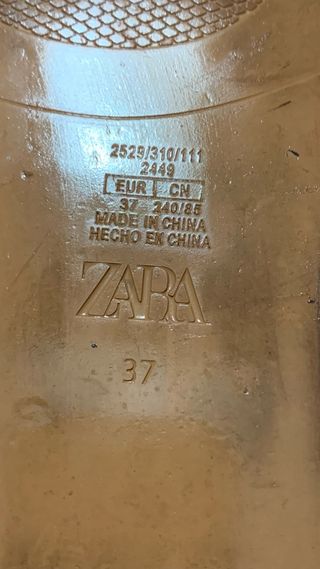 2529/310/111
2449
EUR CN
37 240/85
MADE IN CHINA
HECHO EN CHINA
ZARA
37